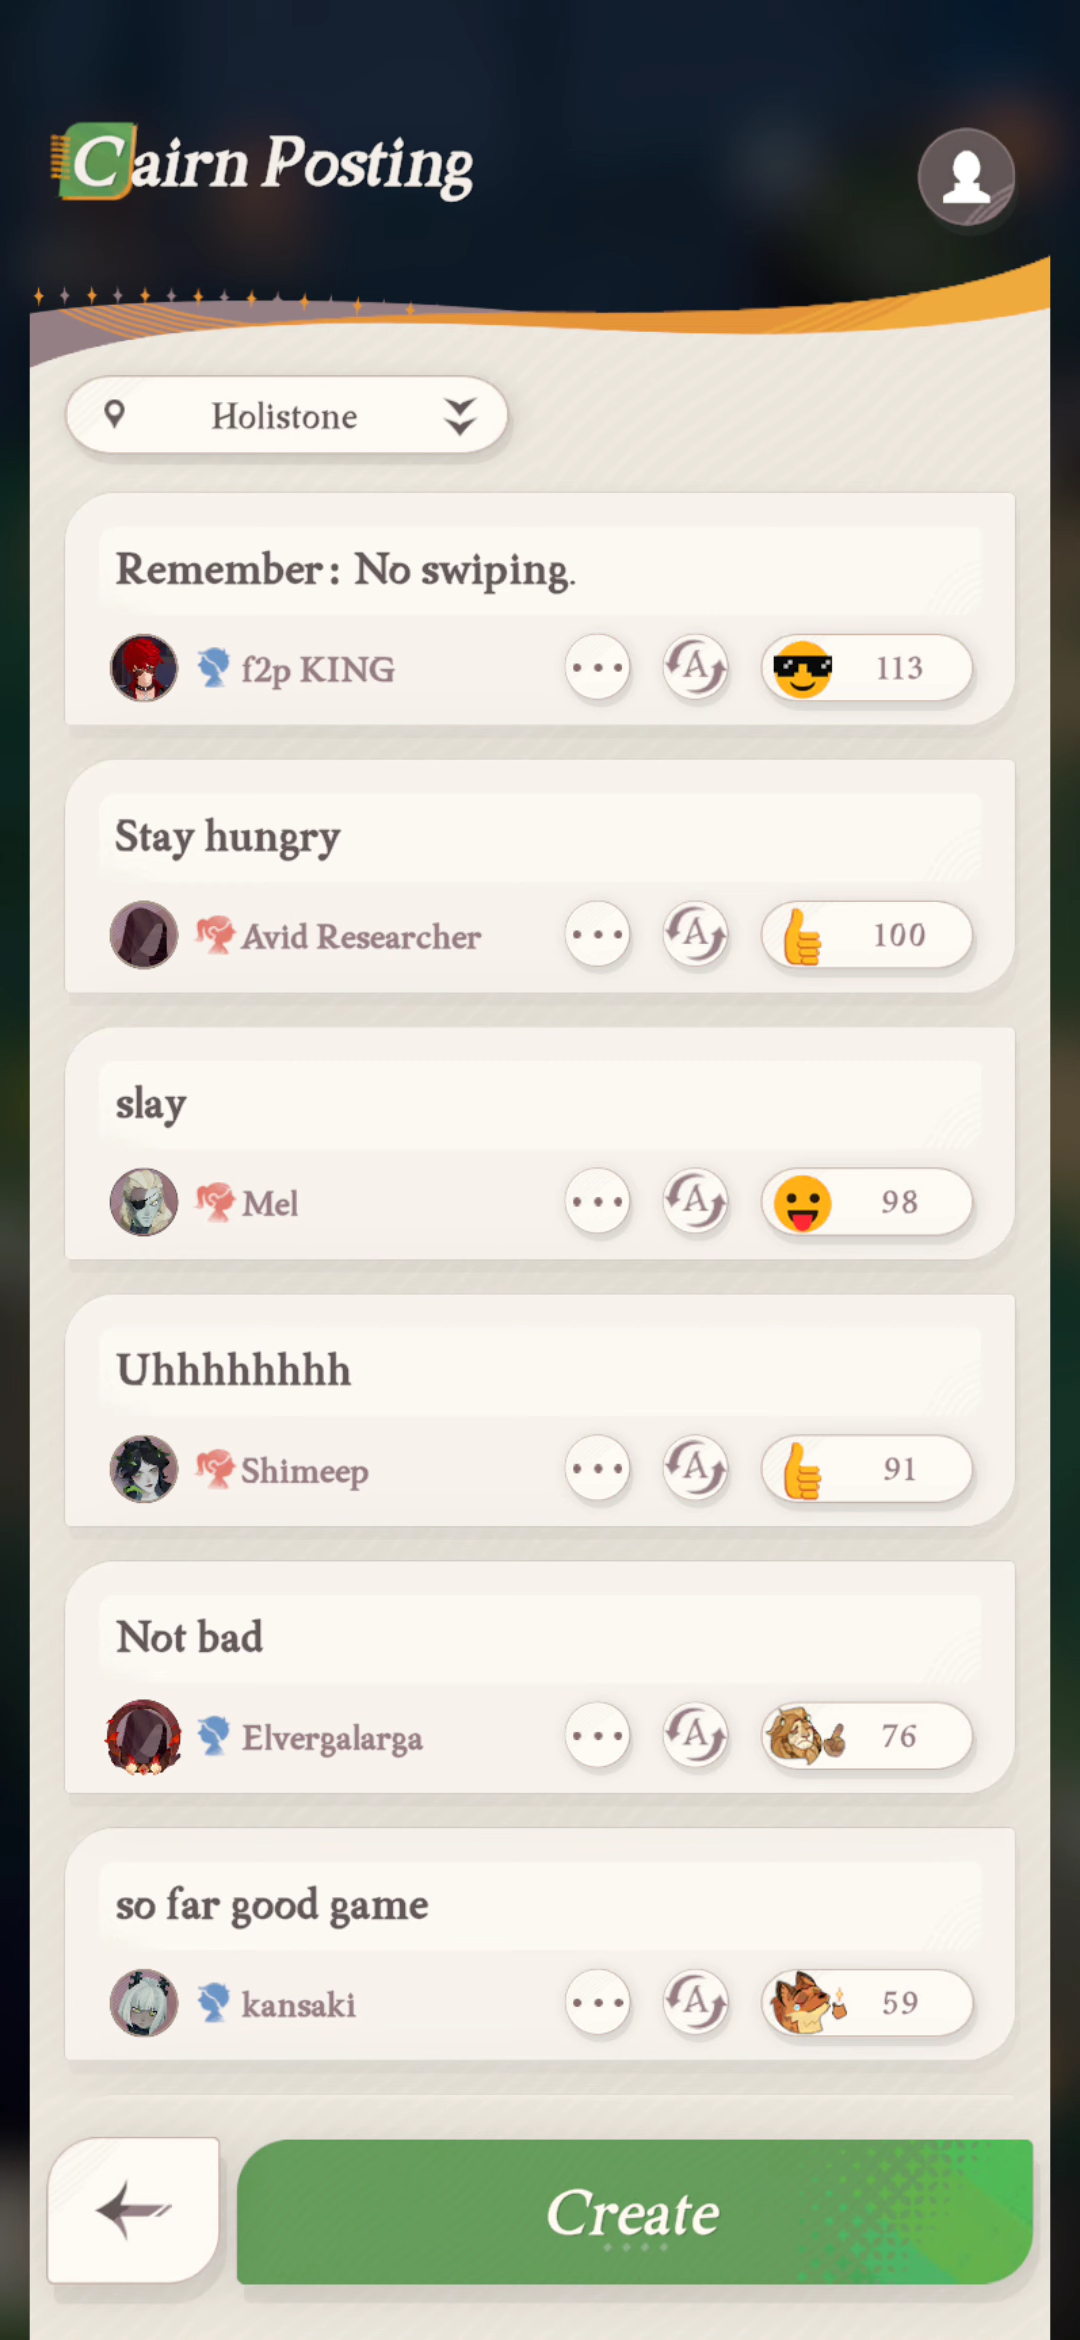 Cairn Posting
Holistone
Remember: No swiping.
f2p KING
A
113
Stay hungry
Avid Researcher
A
100
slay
Mel
A
98
Uhhhhhhhh
Shimeep
A
91
Not bad
Elvergalarga
A
76
so far good game
kansaki
A
59
Create